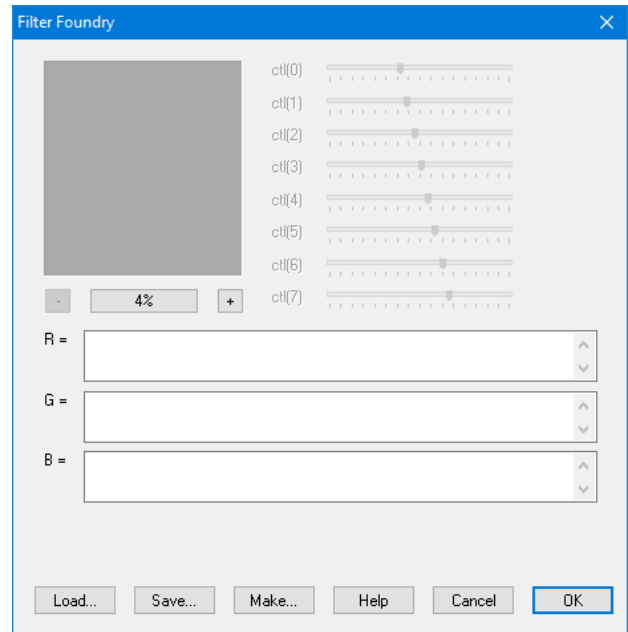 Filter Foundry
ctl(0)
ctl(1)
ctl(2)
ctl(3)
ctl(4)
ctl(5)
ctl(6)
ctl(7)
- 4% +
R =
G =
B =
Load... Save... Make... Help Cancel OK